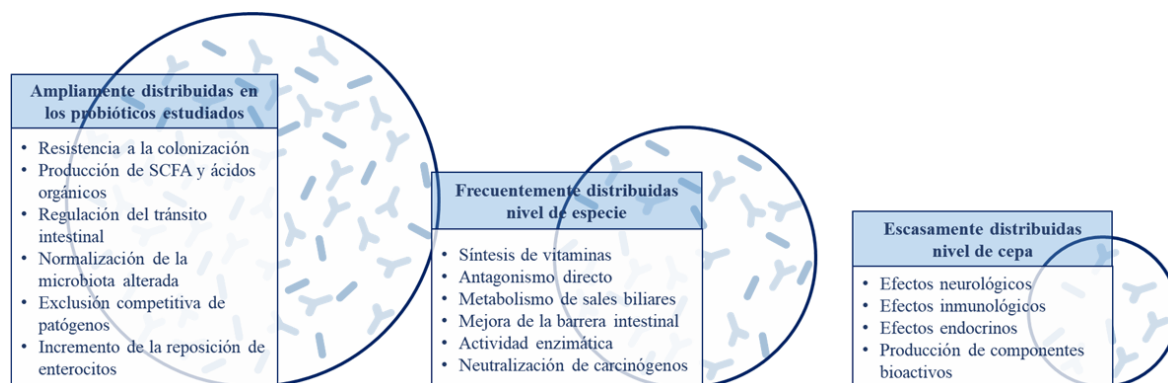 Ampliamente distribuidas en
los probióticos estudiados
• Resistencia a la colonización
• Producción de SCFA y ácidos
orgánicos
• Regulación del tránsito
intestinal
• Normalización de la
microbiota alterada
• Exclusión competitiva de
patógenos
• Incremento de la reposición de
enterocitos
Frecuentemente distribuidas
nivel de especie
• Síntesis de vitaminas
• Antagonismo directo
• Metabolismo de sales biliares
• Mejora de la barrera intestinal
• Actividad enzimática
• Neutralización de carcinógenos
Escasamente distribuidas
nivel de cepa
• Efectos neurológicos
• Efectos inmunológicos
• Efectos endocrinos
• Producción de componentes
bioactivos